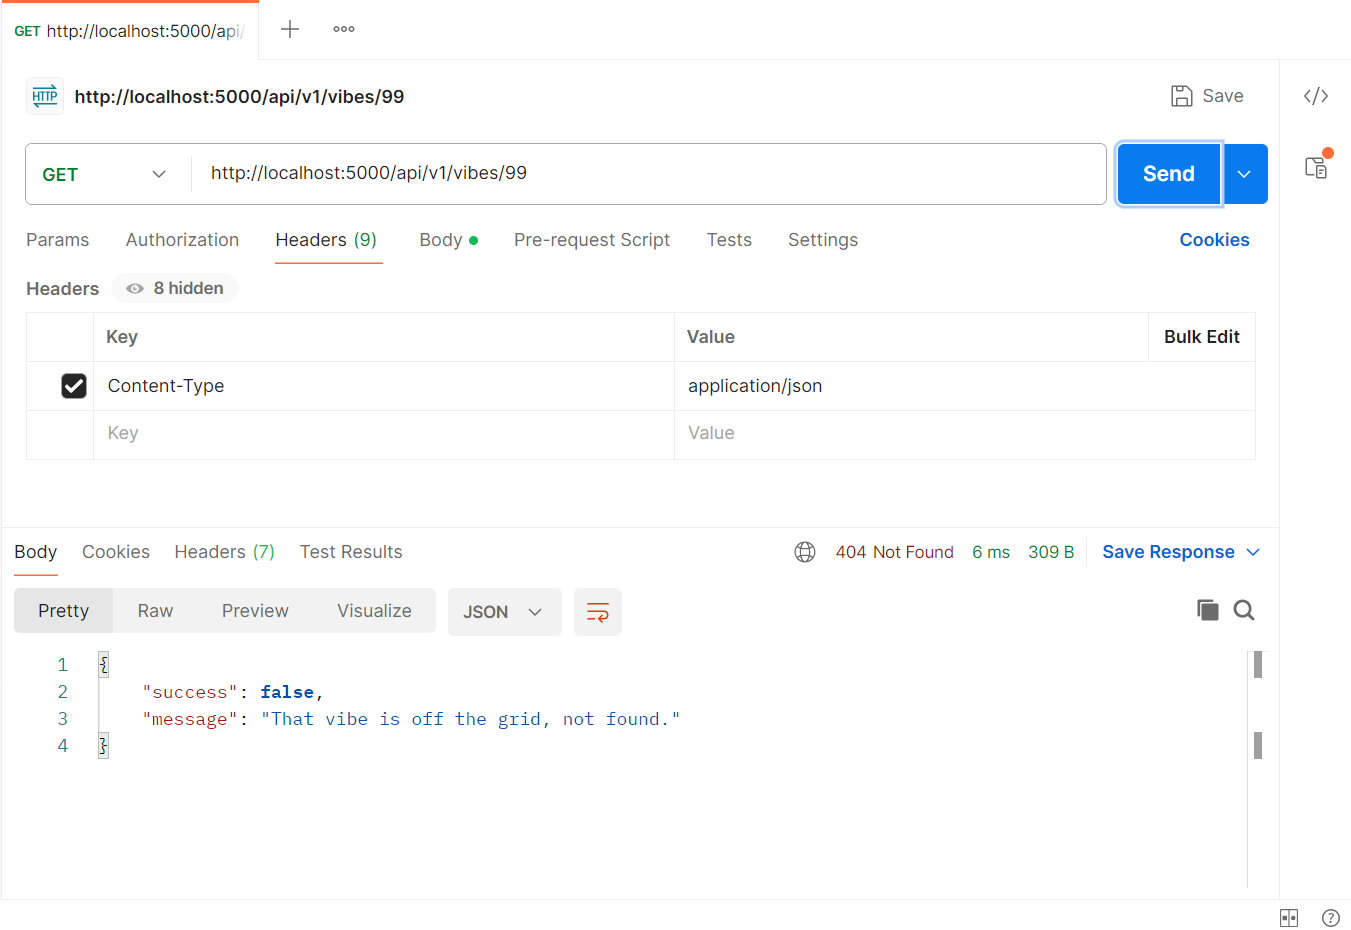 GET http://localhost:5000/api/
HTTP http://localhost:5000/api/v1/vibes/99 Save
GET http://localhost:5000/api/v1/vibes/99 Send
Params Authorization Headers (9) Body Pre-request Script Tests Settings Cookies
Headers 8 hidden
Key Value Bulk Edit
Content-Type application/json
Key Value
Body Cookies Headers (7) Test Results 404 Not Found 6 ms 309 B Save Response
Pretty Raw Preview Visualize JSON
1 {
2 "success": false,
3 "message": "That vibe is off the grid, not found."
4 }